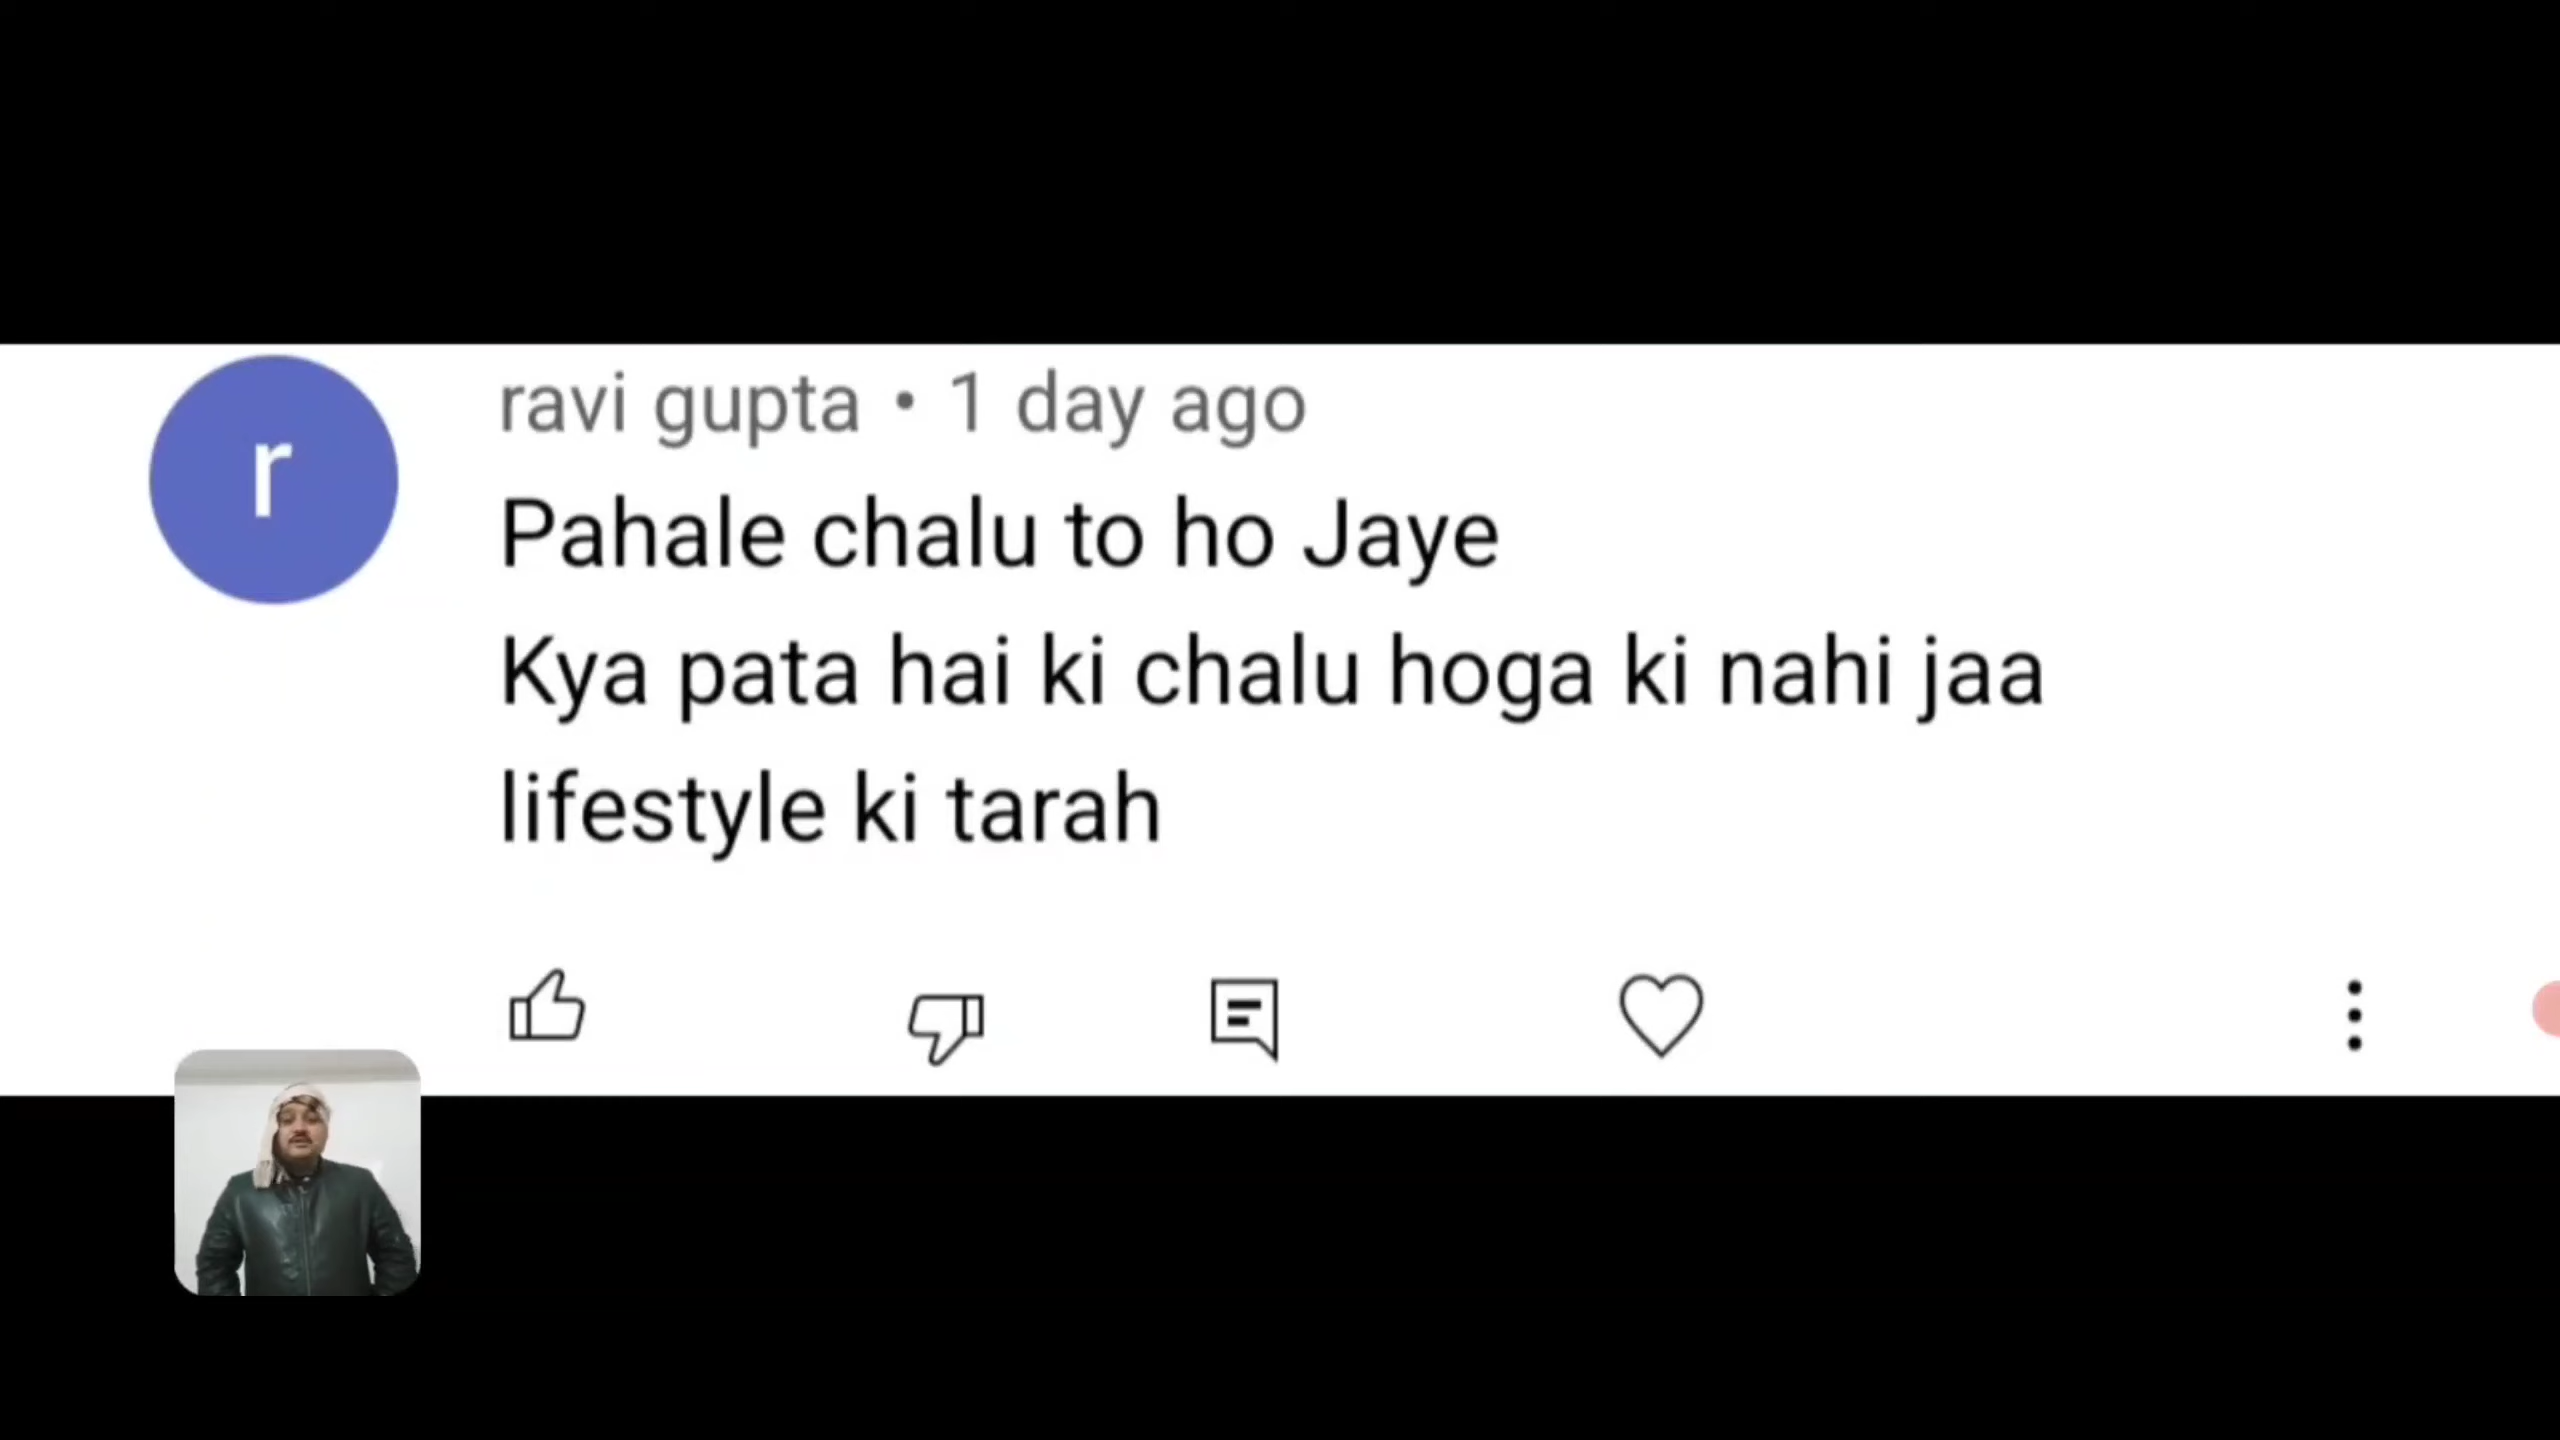 r
ravi gupta • 1 day ago
Pahale chalu to ho Jaye
Kya pata hai ki chalu hoga ki nahi jaa
lifestyle ki tarah